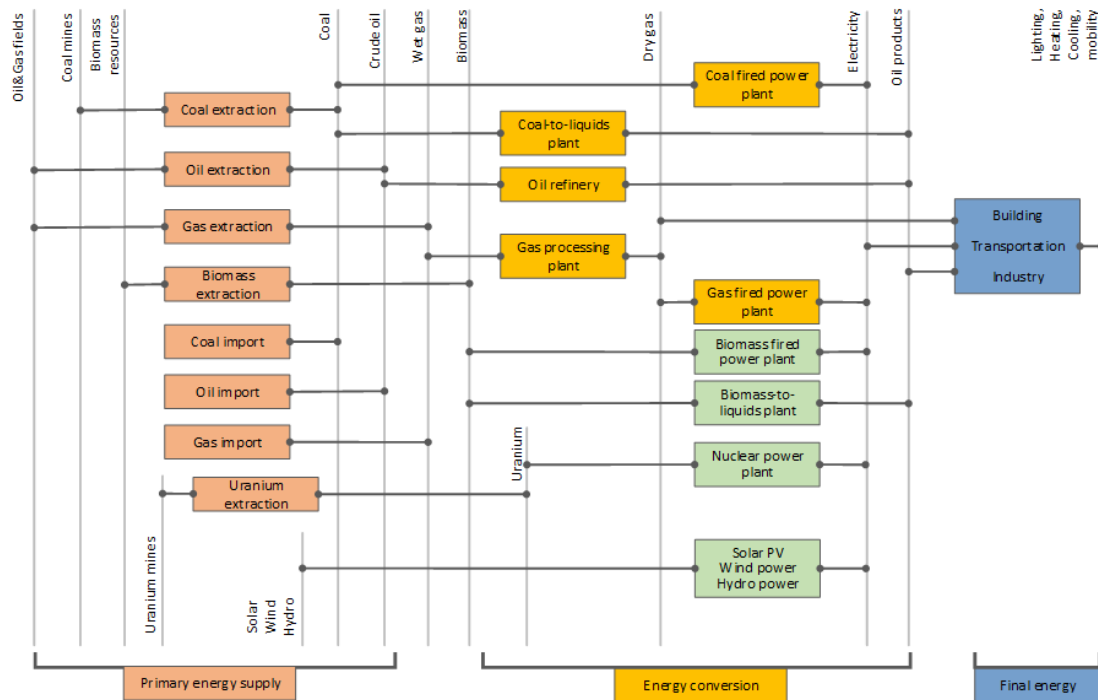 Oil&Gas fields
Coal mines
Biomass
resources
Coal
Crude oil
Wet gas
Biomass
Dry gas
Electricity
Oil products
Lighting,
Heating,
Cooling,
mobility
Coal fired power
plant
Coal extraction
Coal-to-liquids
plant
Oil extraction
Oil refinery
Gas extraction
Building
Transportation
Industry
Gas processing
plant
Biomass
extraction
Gas fired power
plant
Coal import
Biomass fired
power plant
Oil import
Biomass-to-
liquids plant
Gas import
Uranium
Nuclear power
plant
Uranium
extraction
Uranium mines
Solar
Wind
Hydro
Solar PV
Wind power
Hydro power
Primary energy supply
Energy conversion
Final energy